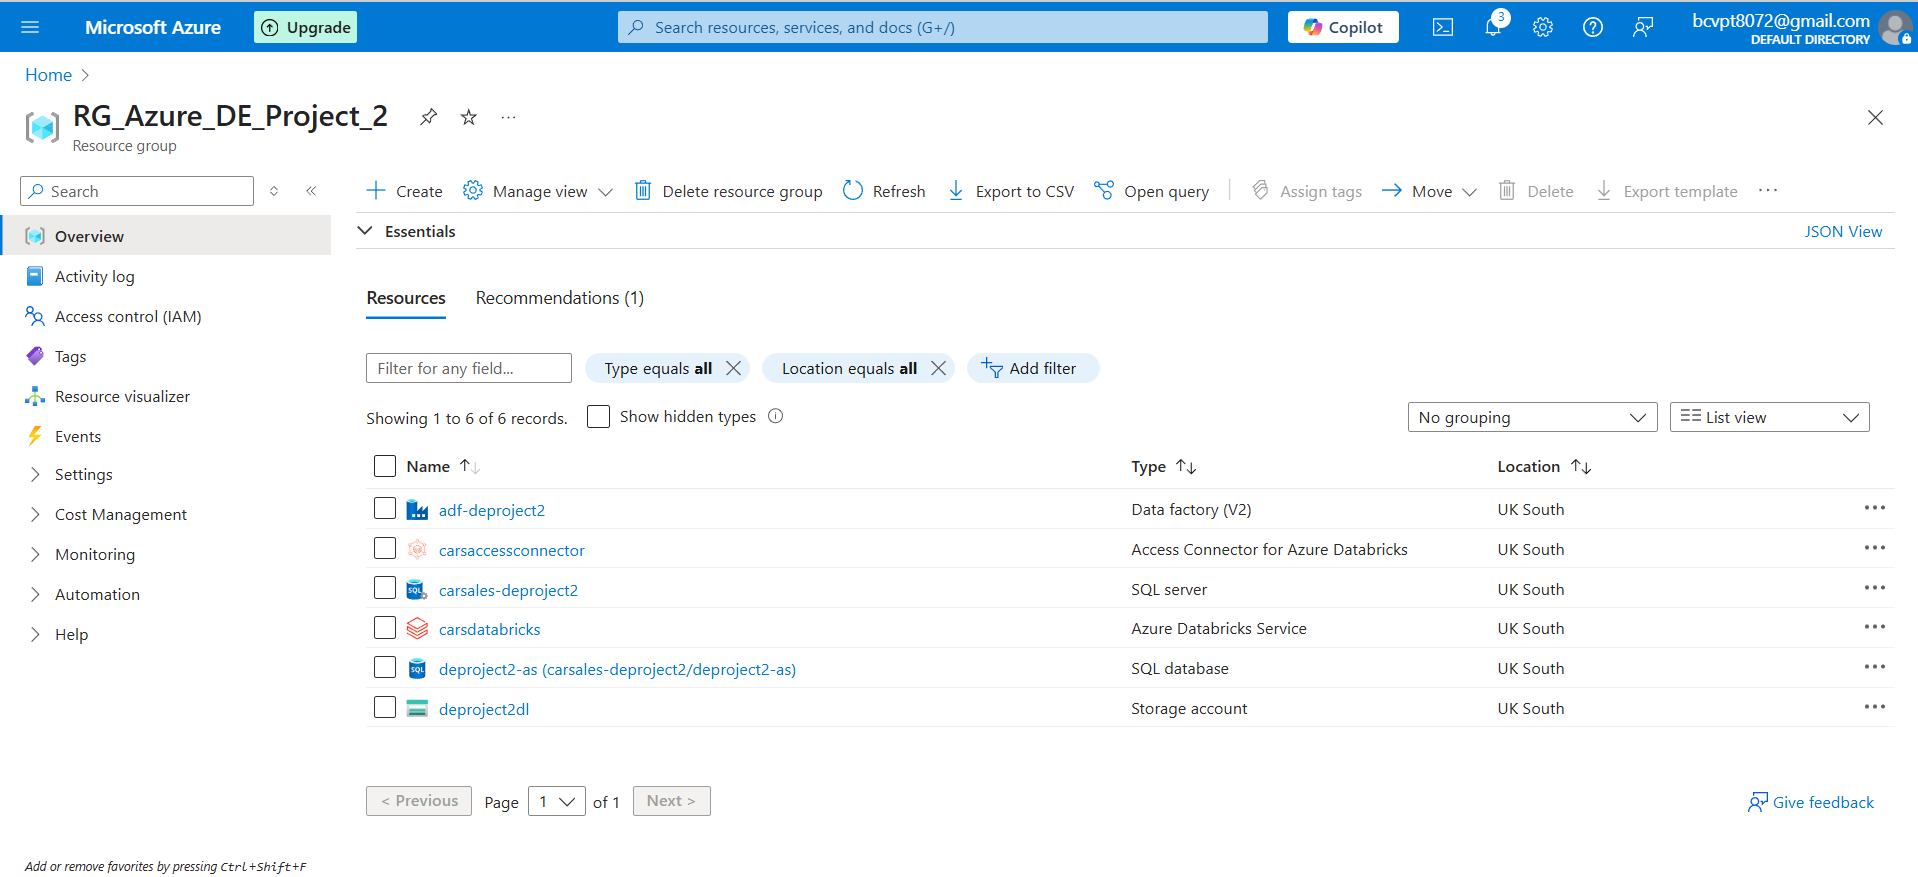 Microsoft Azure Upgrade Search resources, services, and docs (G+/) Copilot 3 bcvpt8072@gmail.com
DEFAULT DIRECTORY
Home
RG_Azure_DE_Project_2 ...
Resource group
Search
Create Manage view Delete resource group Refresh Export to CSV Open query Assign tags Move Delete Export template ...
Overview
Activity log
Access control (IAM)
Tags
Resource visualizer
Events
Settings
Cost Management
Monitoring
Automation
Help
Essentials JSON View
Resources Recommendations (1)
Filter for any field... Type equals all Location equals all Add filter
Showing 1 to 6 of 6 records. Show hidden types No grouping List view
Name Type Location
adf-deproject2 Data factory (V2) UK South ...
carsaccessconnector Access Connector for Azure Databricks UK South ...
SQL carsales-deproject2 SQL server UK South ...
carsdatabricks Azure Databricks Service UK South ...
SQL deproject2-as (carsales-deproject2/deproject2-as) SQL database UK South ...
deproject2dl Storage account UK South ...
< Previous Page 1 of 1 Next > Give feedback
Add or remove favorites by pressing Ctrl+Shift+F